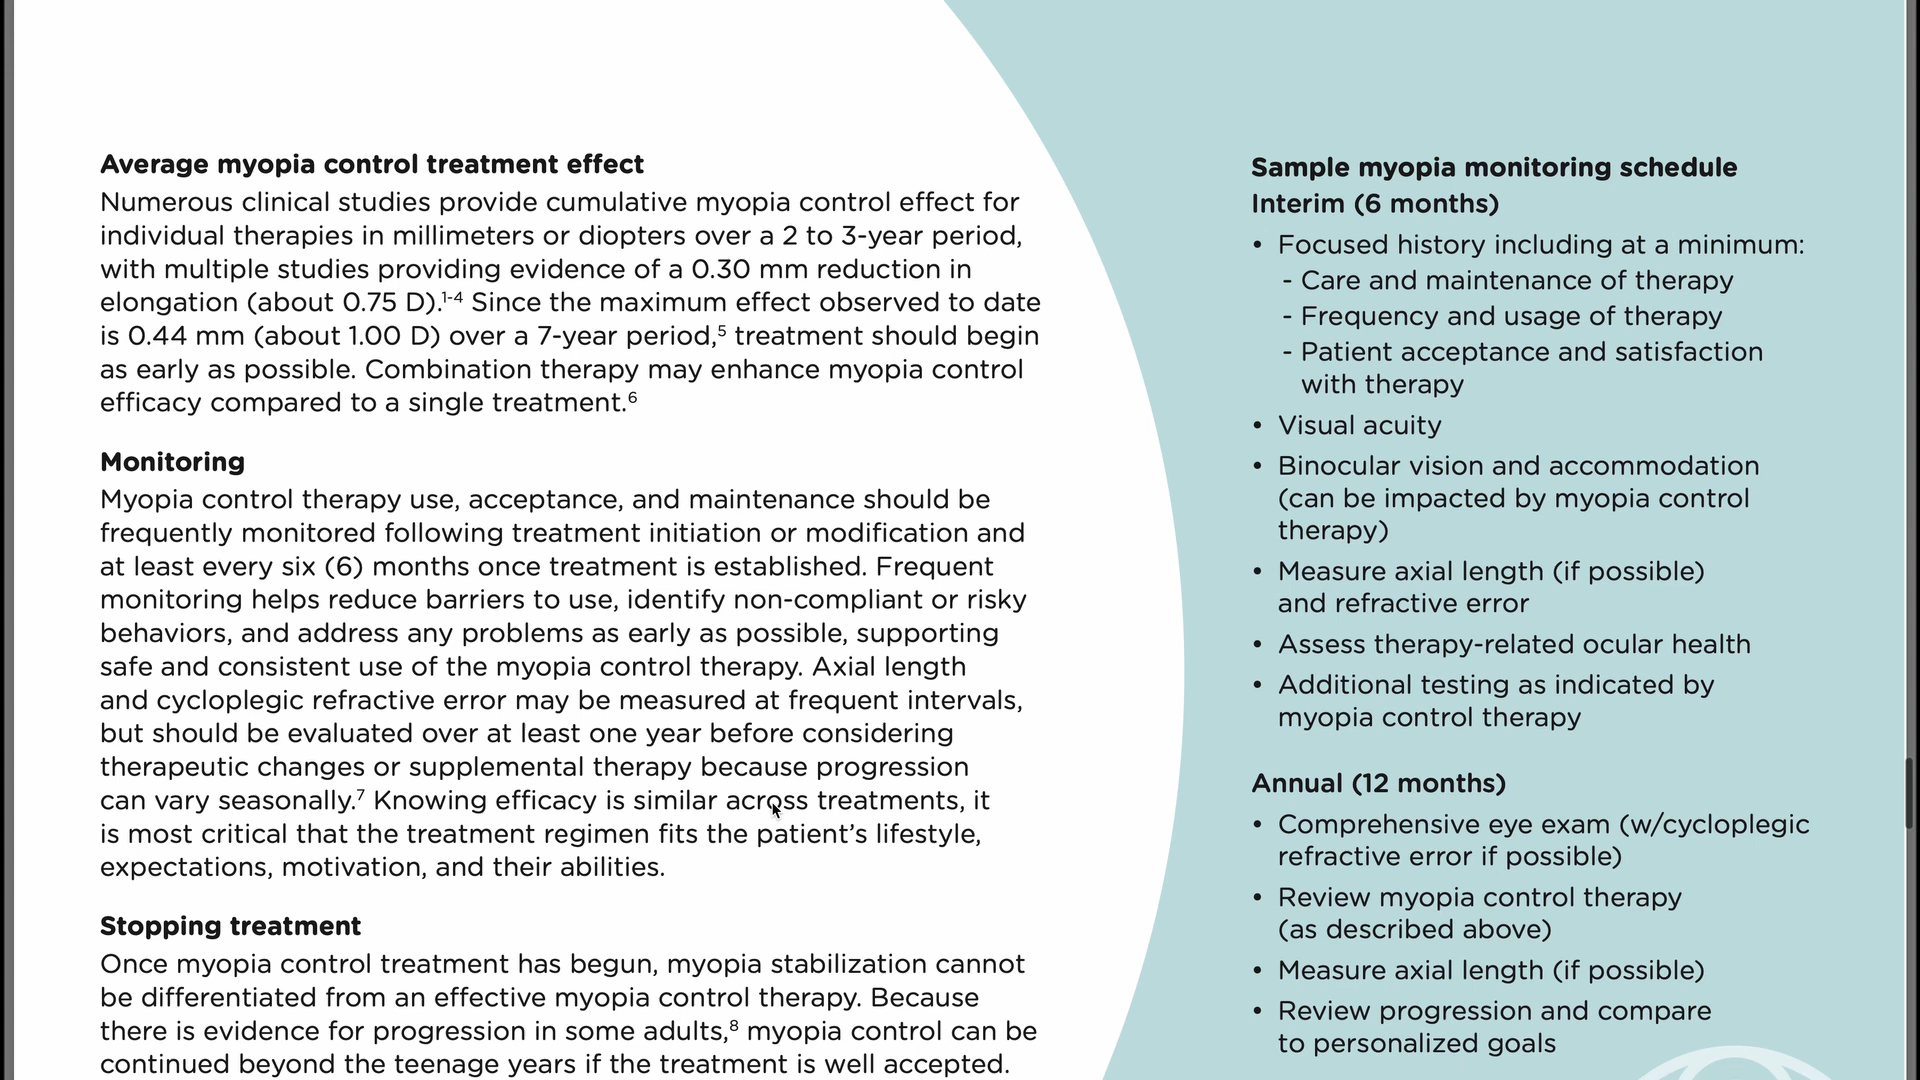 Average myopia control treatment effect
Numerous clinical studies provide cumulative myopia control effect for
individual therapies in millimeters or diopters over a 2 to 3-year period,
with multiple studies providing evidence of a 0.30 mm reduction in
elongation (about 0.75 D).1-4 Since the maximum effect observed to date
is 0.44 mm (about 1.00 D) over a 7-year period,5 treatment should begin
as early as possible. Combination therapy may enhance myopia control
efficacy compared to a single treatment.6
Monitoring
Myopia control therapy use, acceptance, and maintenance should be
frequently monitored following treatment initiation or modification and
at least every six (6) months once treatment is established. Frequent
monitoring helps reduce barriers to use, identify non-compliant or risky
behaviors, and address any problems as early as possible, supporting
safe and consistent use of the myopia control therapy. Axial length
and cycloplegic refractive error may be measured at frequent intervals,
but should be evaluated over at least one year before considering
therapeutic changes or supplemental therapy because progression
can vary seasonally.7 Knowing efficacy is similar across treatments, it
is most critical that the treatment regimen fits the patient's lifestyle,
expectations, motivation, and their abilities.
Stopping treatment
Once myopia control treatment has begun, myopia stabilization cannot
be differentiated from an effective myopia control therapy. Because
there is evidence for progression in some adults,8 myopia control can be
continued beyond the teenage years if the treatment is well accepted.
Sample myopia monitoring schedule
Interim (6 months)
• Focused history including at a minimum:
- Care and maintenance of therapy
- Frequency and usage of therapy
- Patient acceptance and satisfaction
with therapy
• Visual acuity
• Binocular vision and accommodation
(can be impacted by myopia control
therapy)
• Measure axial length (if possible)
and refractive error
• Assess therapy-related ocular health
• Additional testing as indicated by
myopia control therapy
Annual (12 months)
• Comprehensive eye exam (w/cycloplegic
refractive error if possible)
• Review myopia control therapy
(as described above)
• Measure axial length (if possible)
• Review progression and compare
to personalized goals